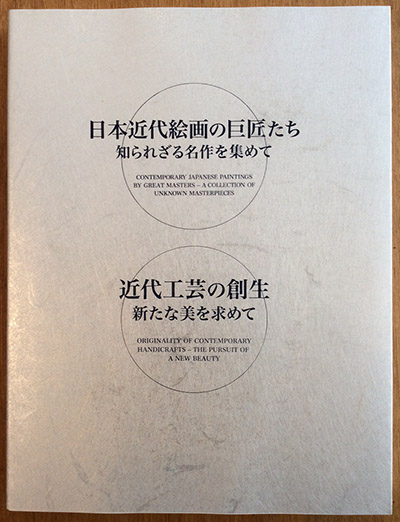 日本近代絵画の巨匠たち
知られざる名作を集めて
CONTEMPORARY JAPANESE PAINTINGS
BY GREAT MASTERS – A COLLECTION OF
UNKNOWN MASTERPIECES
近代工芸の創生
新たな美を求めて
ORIGINALITY OF CONTEMPORARY
HANDICRAFTS – THE PURSUIT OF
A NEW BEAUTY